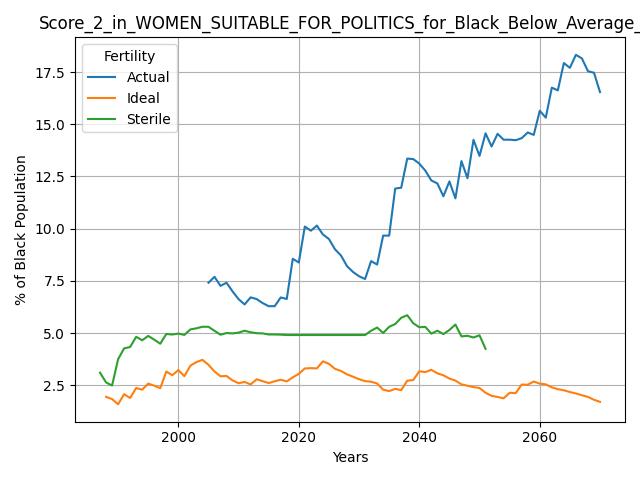 Score_2_in_WOMEN_SUITABLE_FOR_POLITICS_for_Black_Below_Average_
Fertility
Actual
Ideal
Sterile
% of Black Population
17.5
15.0
12.5
10.0
7.5
5.0
2.5
2000
2020
2040
2060
Years